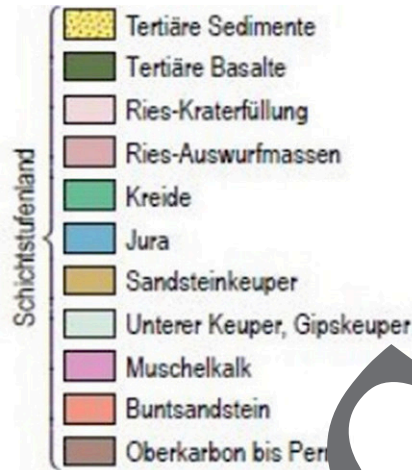 Schichtstufenland
Tertiäre Sedimente
Tertiäre Basalte
Ries-Kraterfüllung
Ries-Auswurfmassen
Kreide
Jura
Sandsteinkeuper
Unterer Keuper, Gipskeuper
Muschelkalk
Buntsandstein
Oberkarbon bis